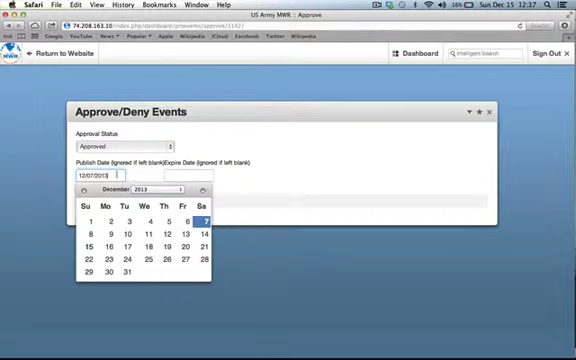 Safari File Edit View History Bookmarks Window Help 16% Sun Dec 15 12:37
US Army MWR :: Approve
74.208.163.10/index.php/dashboard/proevents/approve/1142/
Google YouTube News Popular Apple Wikipedia iCloud Facebook Twitter Wikipedia
MWR Return to Website Dashboard Intelligent Search Sign Out
Approve/Deny Events
Approval Status
Approved
Publish Date (Ignored if left blank)Expire Date (Ignored if left blank)
12/07/2013
December 2013
Su Mo Tu We Th Fr Sa
1 2 3 4 5 6 7
8 9 10 11 12 13 14
15 16 17 18 19 20 21
22 23 24 25 26 27 28
29 30 31